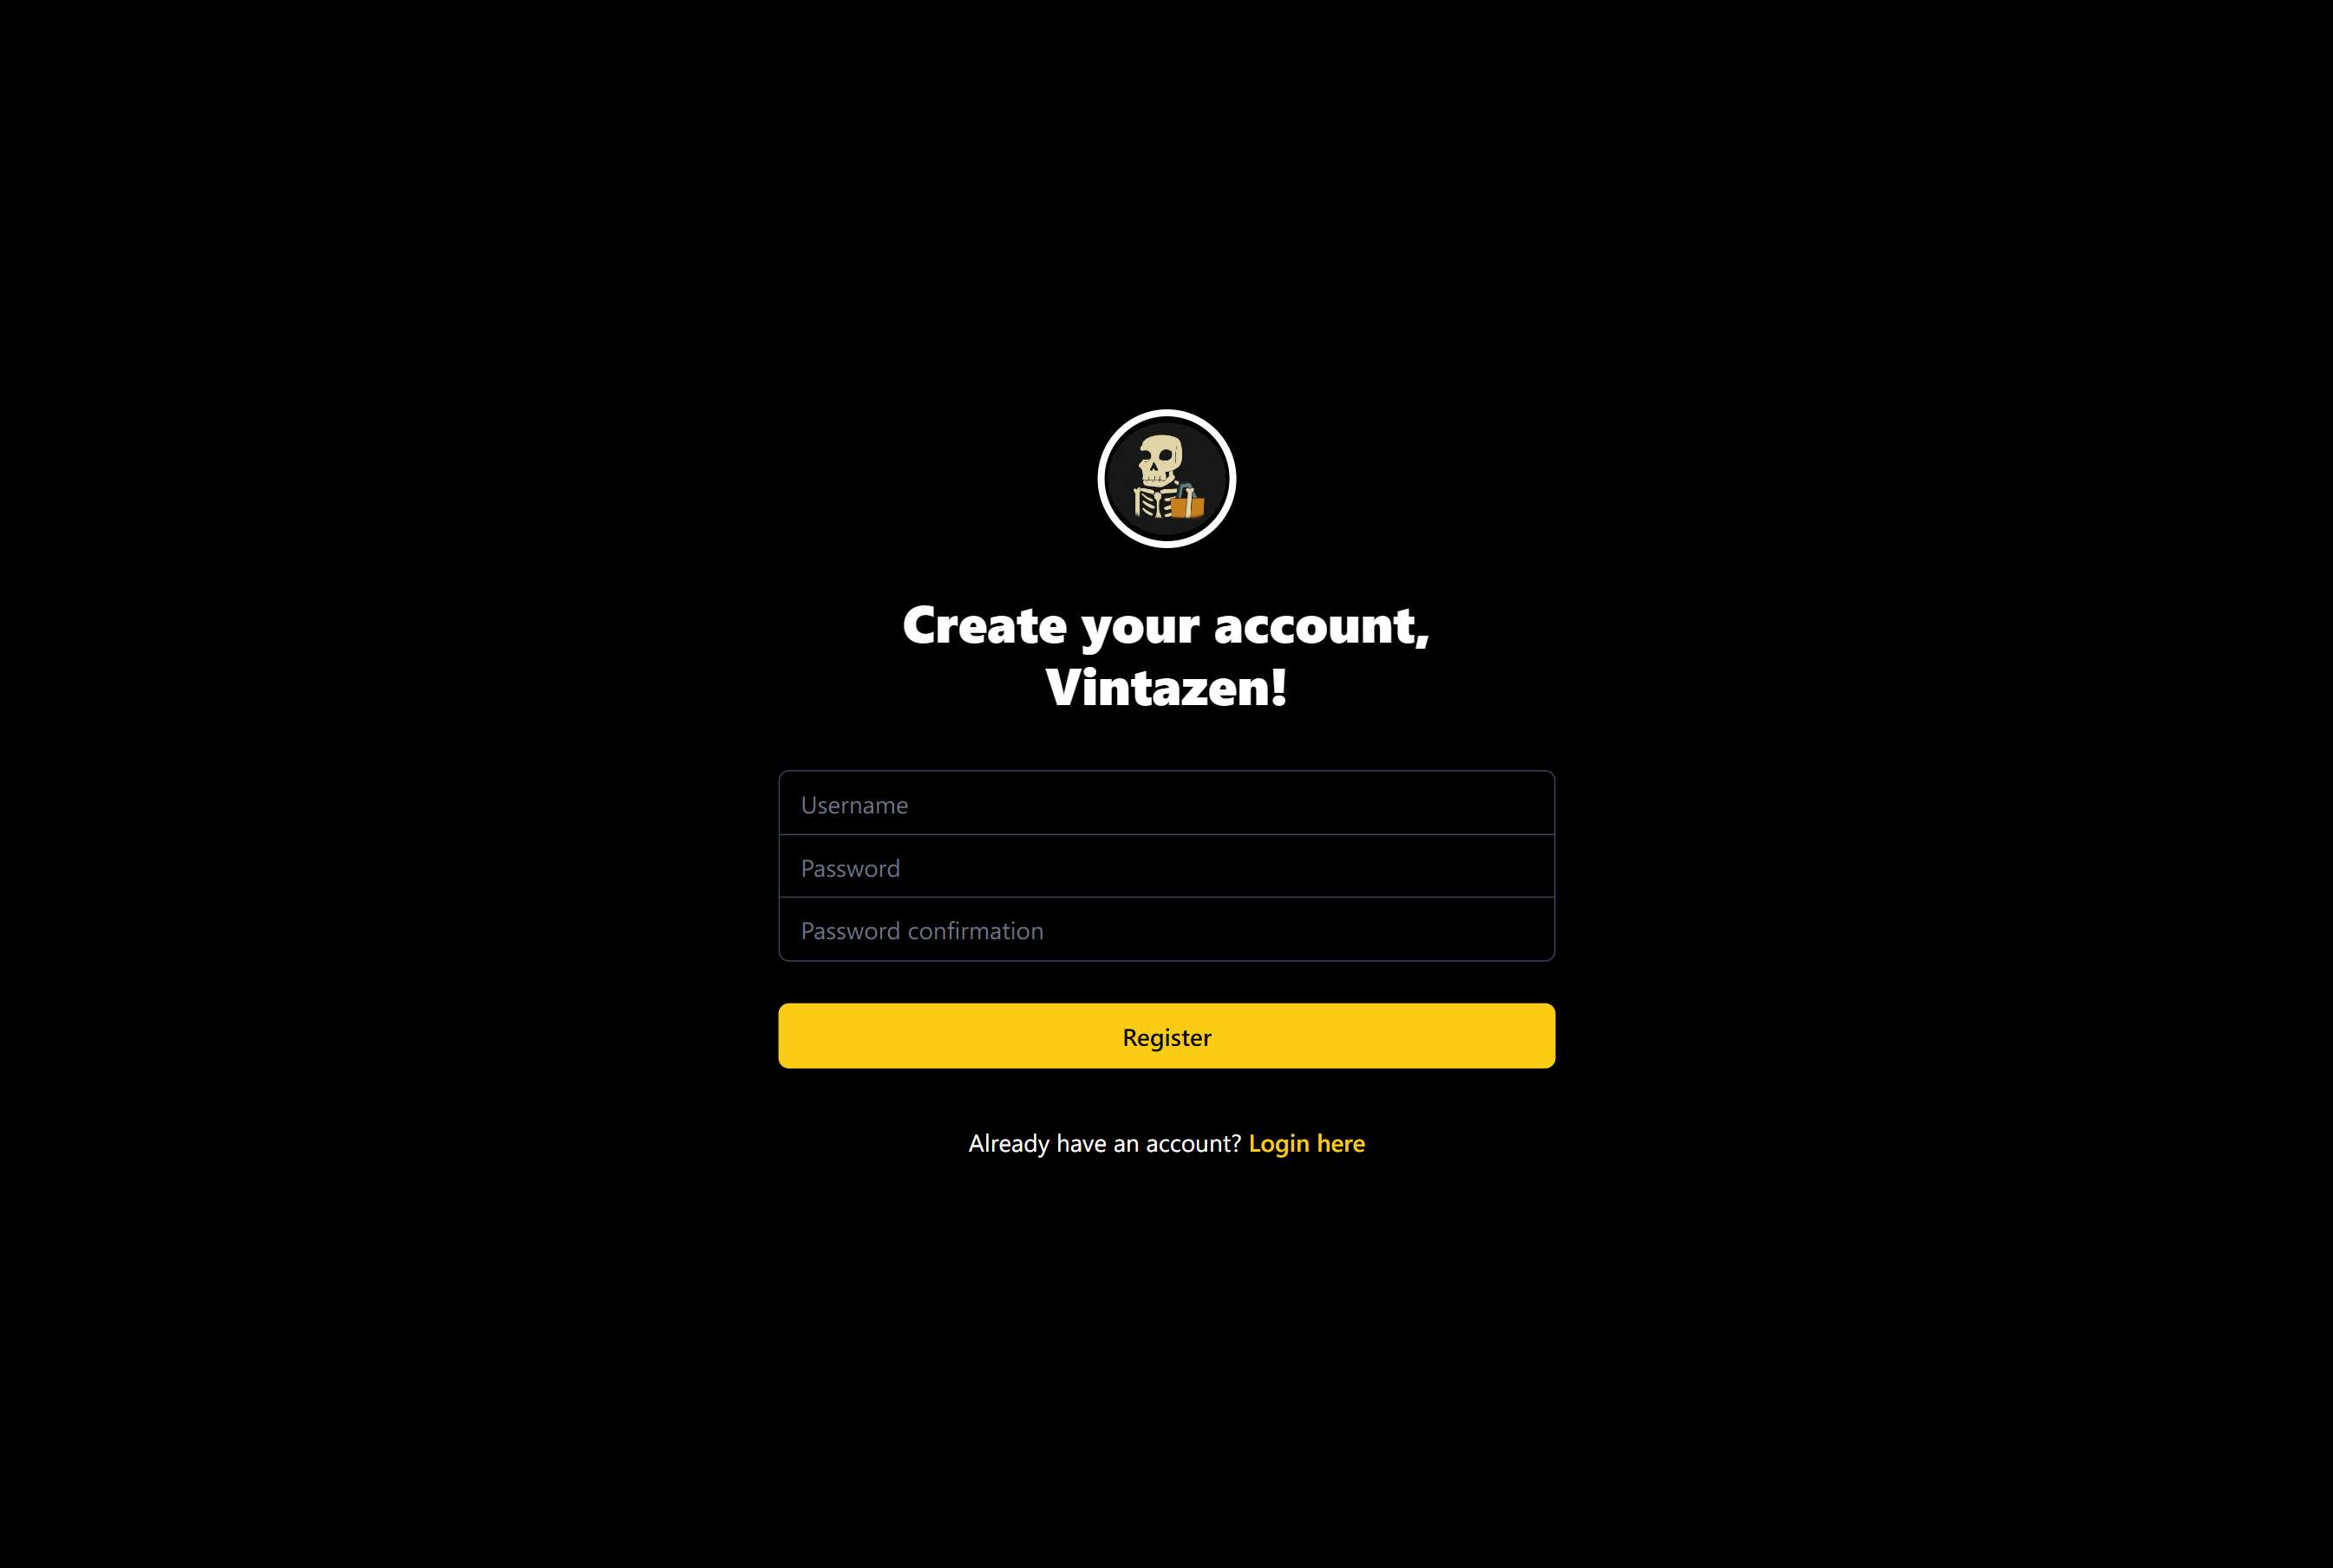 Create your account,
Vintazen!
Username
Password
Password confirmation
Register
Already have an account? Login here